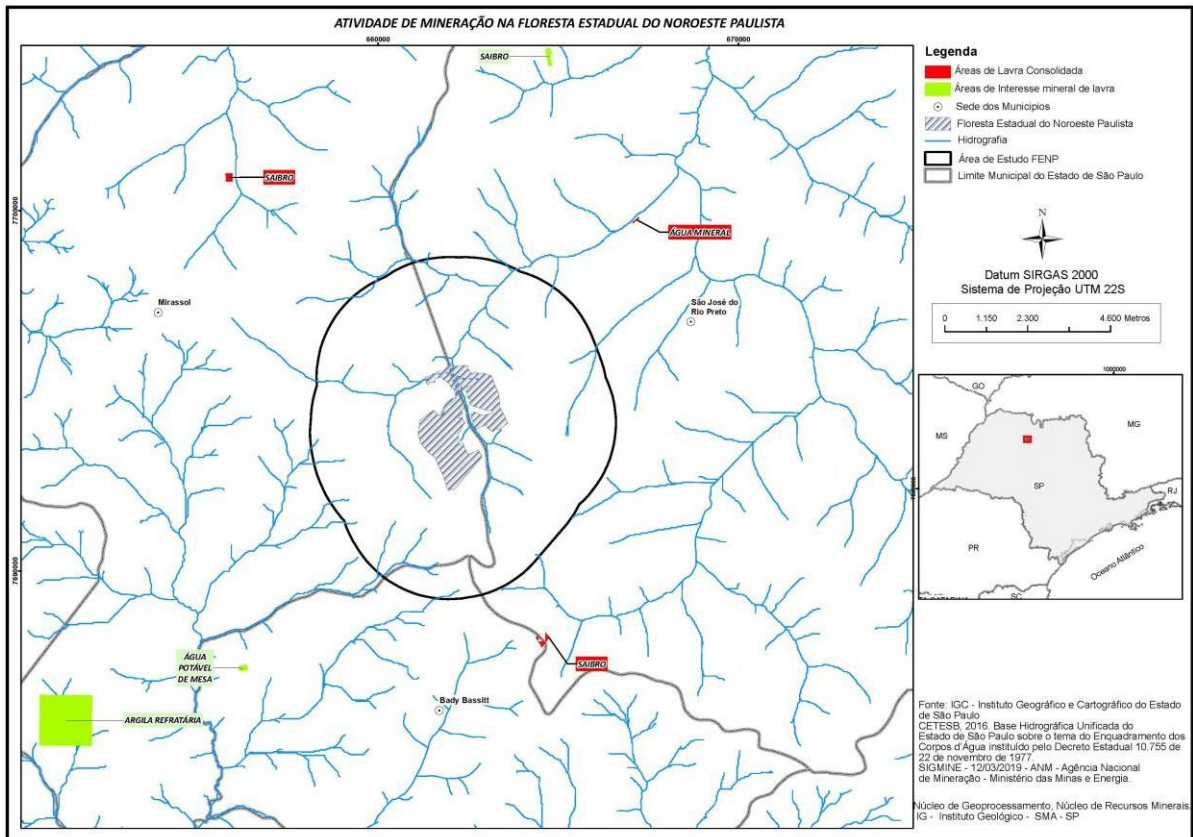 ATIVIDADE DE MINERAÇÃO NA FLORESTA ESTADUAL DO NOROESTE PAULISTA
660000
670000
7700000
7690000
SAIBRO
SAIBRO
ÁGUA MINERAL
Mirassol
São José do
Rio Preto
ÁGUA
POTÁVEL
DE MESA
ARGILA REFRATÁRIA
SAIBRO
Bady Bassitt
Legenda
Áreas de Lavra Consolidada
Áreas de Interesse mineral de lavra
Sede dos Municipios
Floresta Estadual do Noroeste Paulista
Hidrografia
Área de Estudo FENP
Limite Municipal do Estado de São Paulo
N
Datum SIRGAS 2000
Sistema de Projeção UTM 22S
0 1.150 2.300 4.600 Metros
1000000
GO
MS
MG
SP
RJ
PR
Oceano Atlântico
SC
Fonte: IGC - Instituto Geográfico e Cartográfico do Estado
de São Paulo
CETESB, 2016. Base Hidrográfica Unificada do
Estado de São Paulo sobre o tema do Enquadramento dos
Corpos d'Água instituído pelo Decreto Estadual 10.755 de
22 de novembro de 1977.
SIGMINE - 12/03/2019 - ANM - Agência Nacional
de Mineração - Ministério das Minas e Energia.
Núcleo de Geoprocessamento, Núcleo de Recursos Minerais
IG - Instituto Geológico - SMA - SP